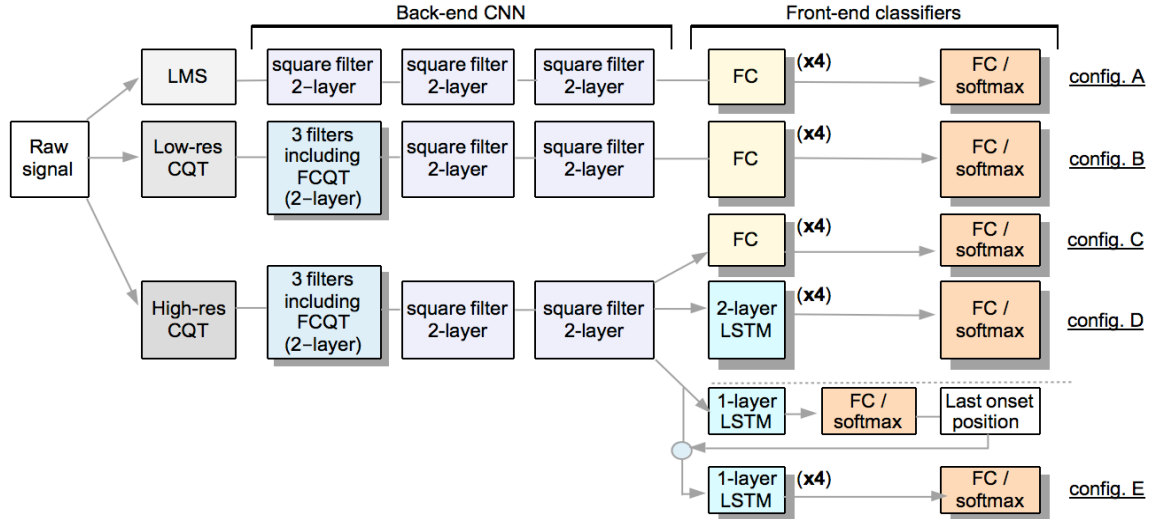 Back-end CNN
Front-end classifiers
LMS
square filter
2−layer
square filter
2-layer
square filter
2-layer
FC
(x4)
FC /
softmax
config. A
Raw
signal
Low-res
CQT
3 filters
including
FCQT
(2−layer)
square filter
2-layer
square filter
2-layer
FC
(x4)
FC /
softmax
config. B
FC
(x4)
FC /
softmax
config. C
High-res
CQT
3 filters
including
FCQT
(2−layer)
square filter
2-layer
square filter
2-layer
2-layer
LSTM
(x4)
FC /
softmax
config. D
1-layer
LSTM
FC /
softmax
Last onset
position
1-layer
LSTM
(x4)
FC /
softmax
config. E